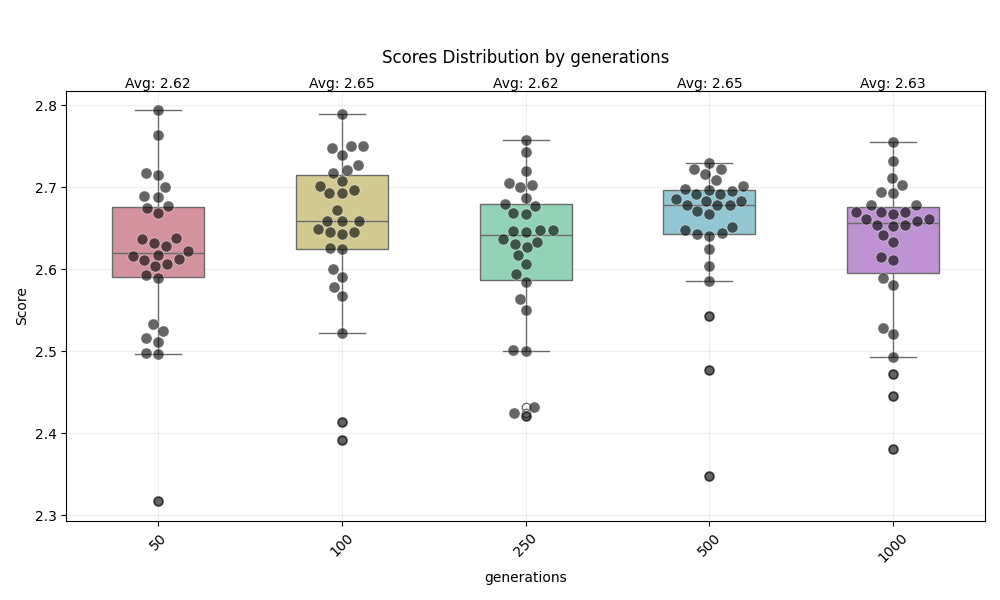 Scores Distribution by generations
Avg: 2.62
Avg: 2.65
Avg: 2.62
Avg: 2.65
Avg: 2.63
2.8
2.7
2.6
2.5
2.4
2.3
Score
50
100
250
500
1000
generations